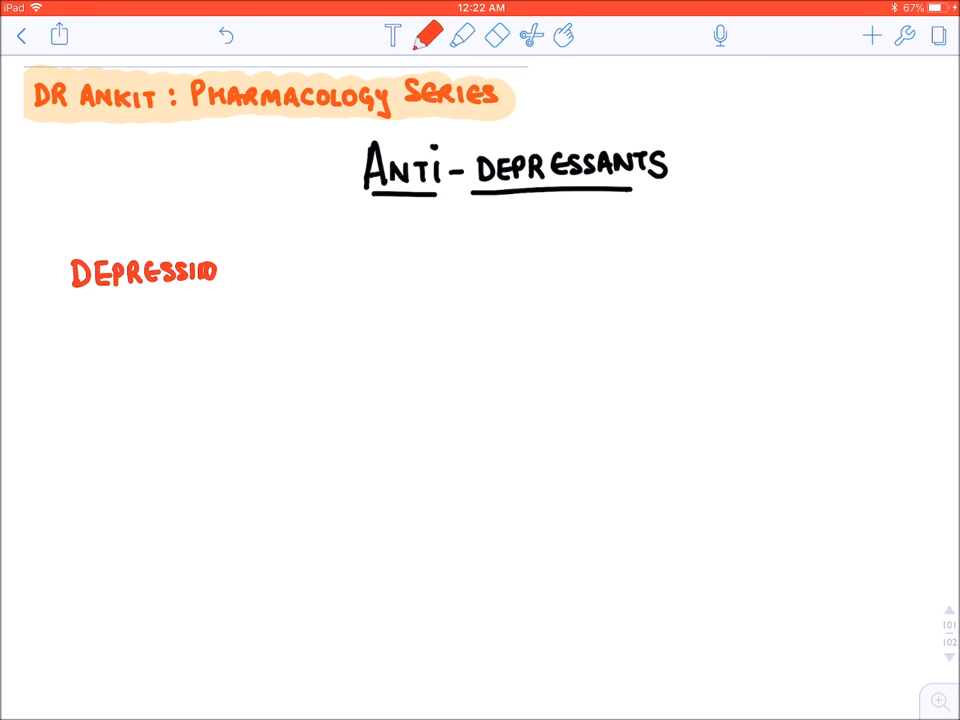 iPad 12:22 AM 67%
T
DR ANKIT : PHARMACOLOGY SERIES
ANTi - DEPRESSANTS
DEPRESSIO
101
102